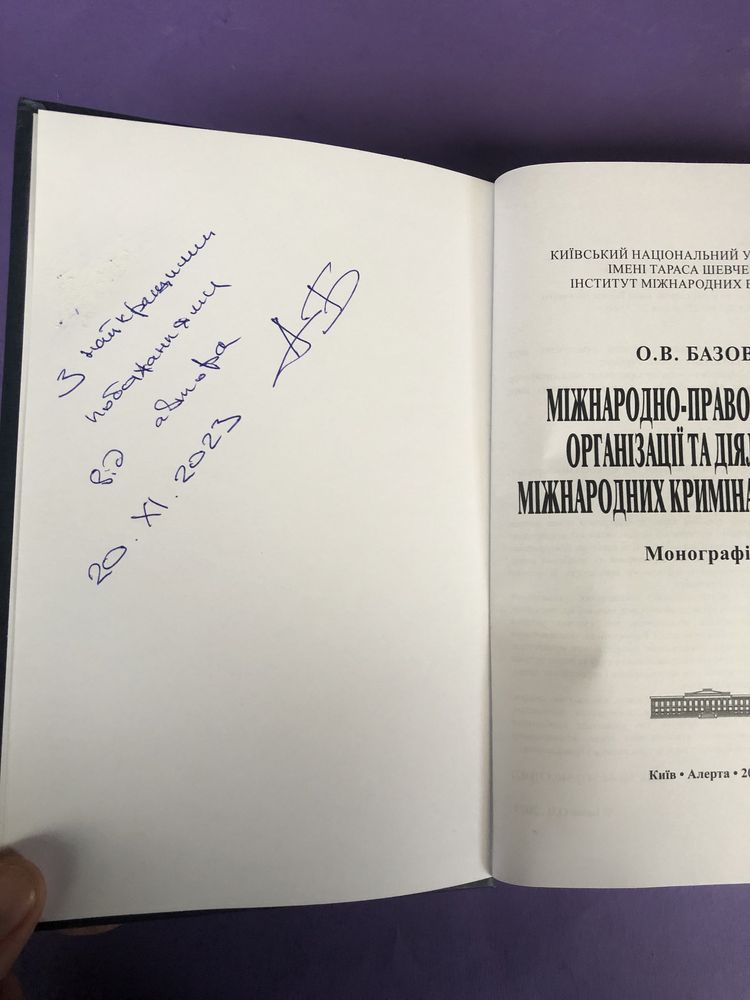 З найкращими
побажаннями
від автора
20.XI.2023
КИЇВСЬКИЙ НАЦІОНАЛЬНИЙ У
ІМЕНІ ТАРАСА ШЕВЧЕ
ІНСТИТУТ МІЖНАРОДНИХ В
О.В. БАЗОВ
МІЖНАРОДНО-ПРАВО
ОРГАНІЗАЦІЇ ТА ДІЯЛ
МІЖНАРОДНИХ КРИМІНА
Монографі
Київ • Алерта • 20